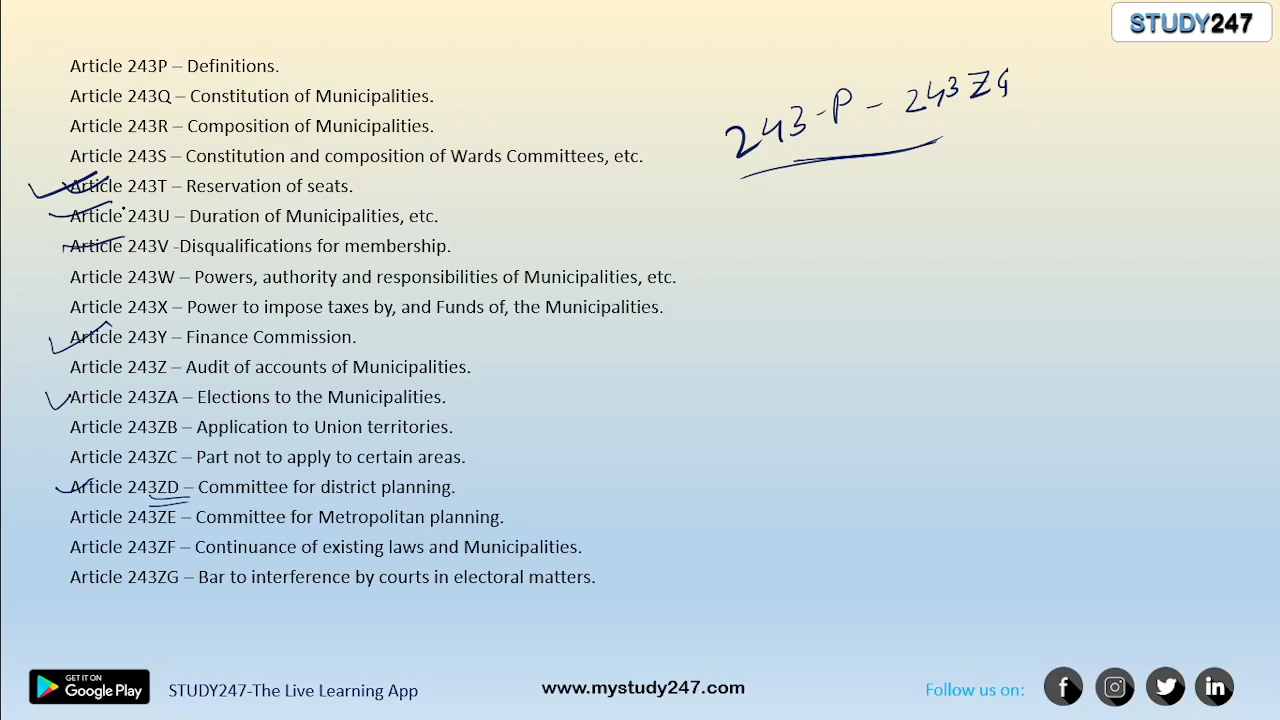 STUDY247
Article 243P – Definitions.
Article 243Q – Constitution of Municipalities.
Article 243R – Composition of Municipalities.
Article 243S – Constitution and composition of Wards Committees, etc.
Article 243T – Reservation of seats.
Article 243U – Duration of Municipalities, etc.
Article 243V -Disqualifications for membership.
Article 243W – Powers, authority and responsibilities of Municipalities, etc.
Article 243X – Power to impose taxes by, and Funds of, the Municipalities.
Article 243Y – Finance Commission.
Article 243Z – Audit of accounts of Municipalities.
Article 243ZA – Elections to the Municipalities.
Article 243ZB – Application to Union territories.
Article 243ZC – Part not to apply to certain areas.
Article 243ZD – Committee for district planning.
Article 243ZE – Committee for Metropolitan planning.
Article 243ZF – Continuance of existing laws and Municipalities.
Article 243ZG – Bar to interference by courts in electoral matters.
243-P – 243ZG
GET IT ON
Google Play
STUDY247-The Live Learning App
www.mystudy247.com
Follow us on: